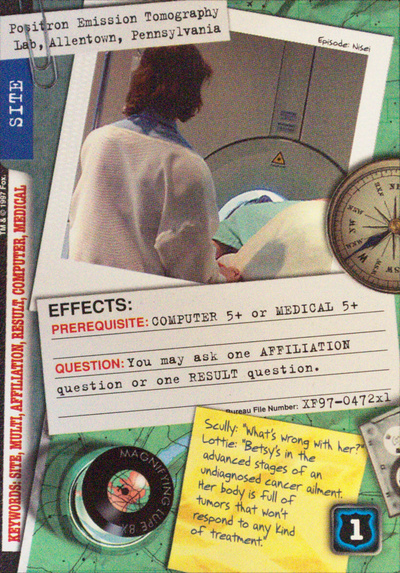 Positron Emission Tomography
Lab, Allentown, Pennsylvania
Episode: Nisei
SITE
TM & © 1997 Fox.
KEYWORDS: SITE, MULTI, AFFILIATION, RESULT, COMPUTER, MEDICAL
EFFECTS:
PREREQUISITE: COMPUTER 5+ or MEDICAL 5+
QUESTION: You may ask one AFFILIATION
question or one RESULT question.
Bureau File Number: XF97-0472x1
Scully: "What's wrong with her?"
Lottie: "Betsy's in the
advanced stages of an
undiagnosed cancer ailment.
Her body is full of
tumors that won't
respond to any kind
of treatment."
MAGNIFYING LUPE 8X
1